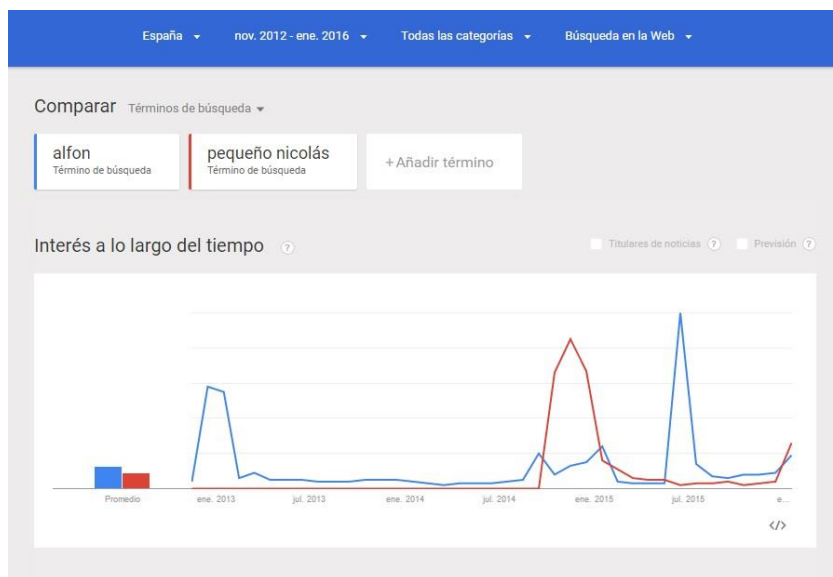 España nov. 2012 - ene. 2016 Todas las categorías Búsqueda en la Web
Comparar Términos de búsqueda
alfon pequeño nicolás +Añadir término
Término de búsqueda Término de búsqueda
Interés a lo largo del tiempo ? Titulares de noticias ? Previsión ?
Promedio ene. 2013 jul. 2013 ene. 2014 jul. 2014 ene. 2015 jul. 2015 e...
</>